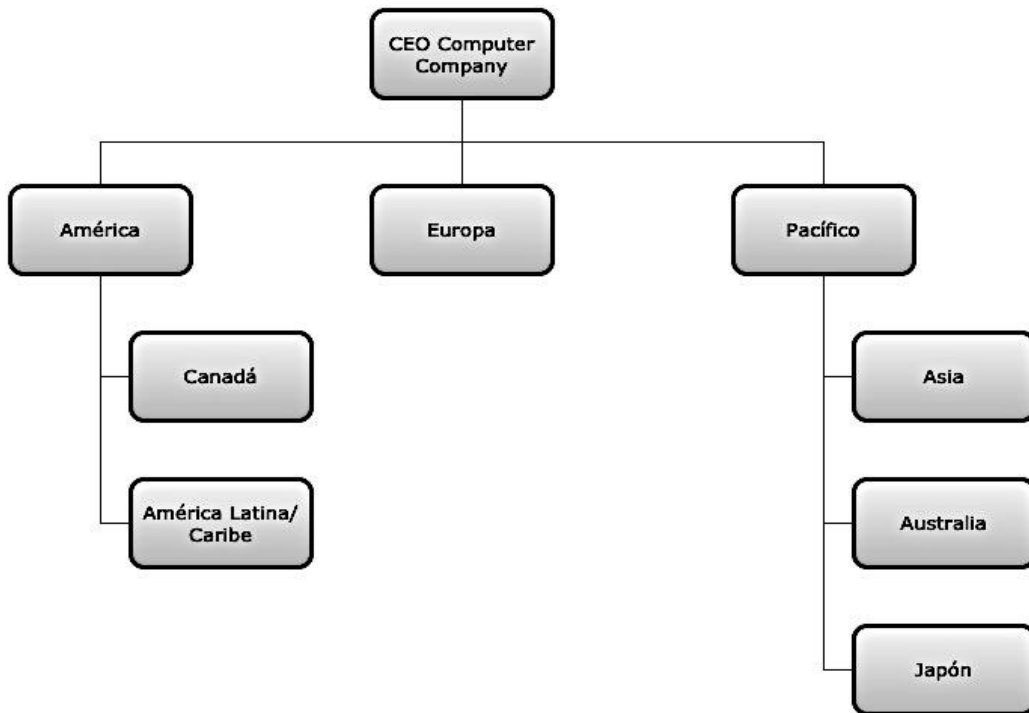 CEO Computer
Company
América
Europa
Pacífico
Canadá
Asia
América Latina/
Caribe
Australia
Japón